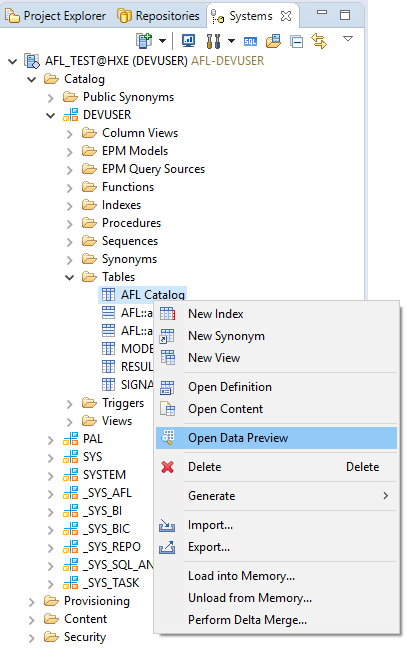 Project Explorer Repositories Systems
AFL_TEST@HXE (DEVUSER) AFL-DEVUSER
Catalog
Public Synonyms
DEVUSER
Column Views
EPM Models
EPM Query Sources
Functions
Indexes
Procedures
Sequences
Synonyms
Tables
AFL Catalog
AFL::a
AFL::a
MODE
RESUL
SIGNA
Triggers
Views
PAL
SYS
SYSTEM
_SYS_AFL
_SYS_BI
_SYS_BIC
_SYS_REPO
_SYS_SQL_AN
_SYS_TASK
Provisioning
Content
Security
New Index
New Synonym
New View
Open Definition
Open Content
Open Data Preview
Delete Delete
Generate
Import...
Export...
Load into Memory...
Unload from Memory...
Perform Delta Merge...